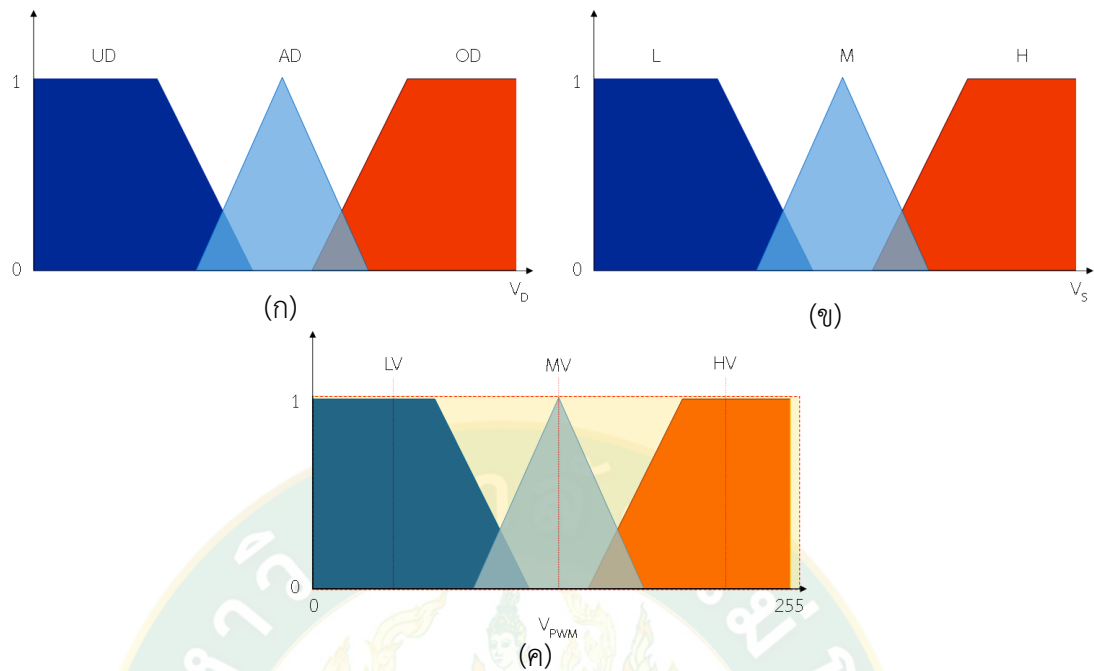 UD AD OD
1
0
V_D
(ก)
L M H
1
0
V_S
(ข)
LV MV HV
1
0
0 255
V_PWM
(ค)